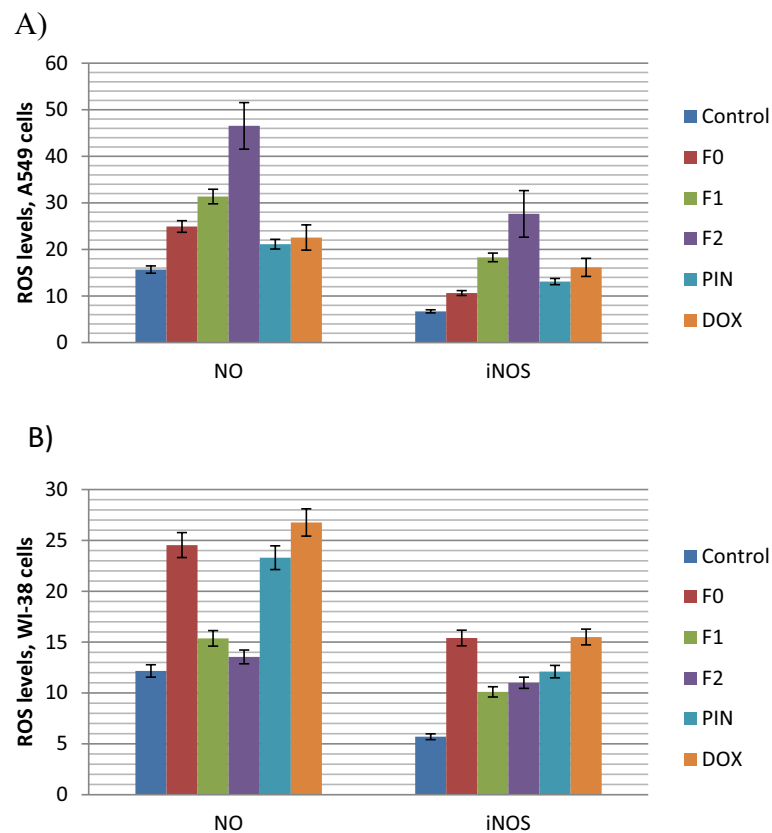 A)
60
50
40
30
20
10
0
ROS levels, A549 cells
NO
iNOS
Control
F0
F1
F2
PIN
DOX
B)
30
25
20
15
10
5
0
ROS levels, WI-38 cells
NO
iNOS
Control
F0
F1
F2
PIN
DOX